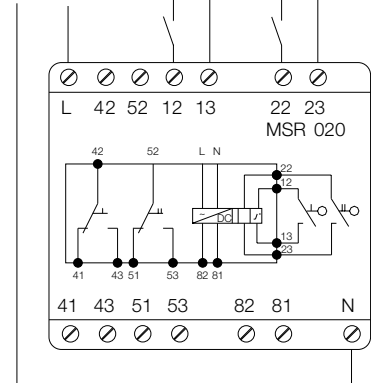 L 42 52 12 13 22 23
MSR 020
42 52 L N
22
12
~ DC
13
23
41 43 51 53 82 81
41 43 51 53 82 81 N